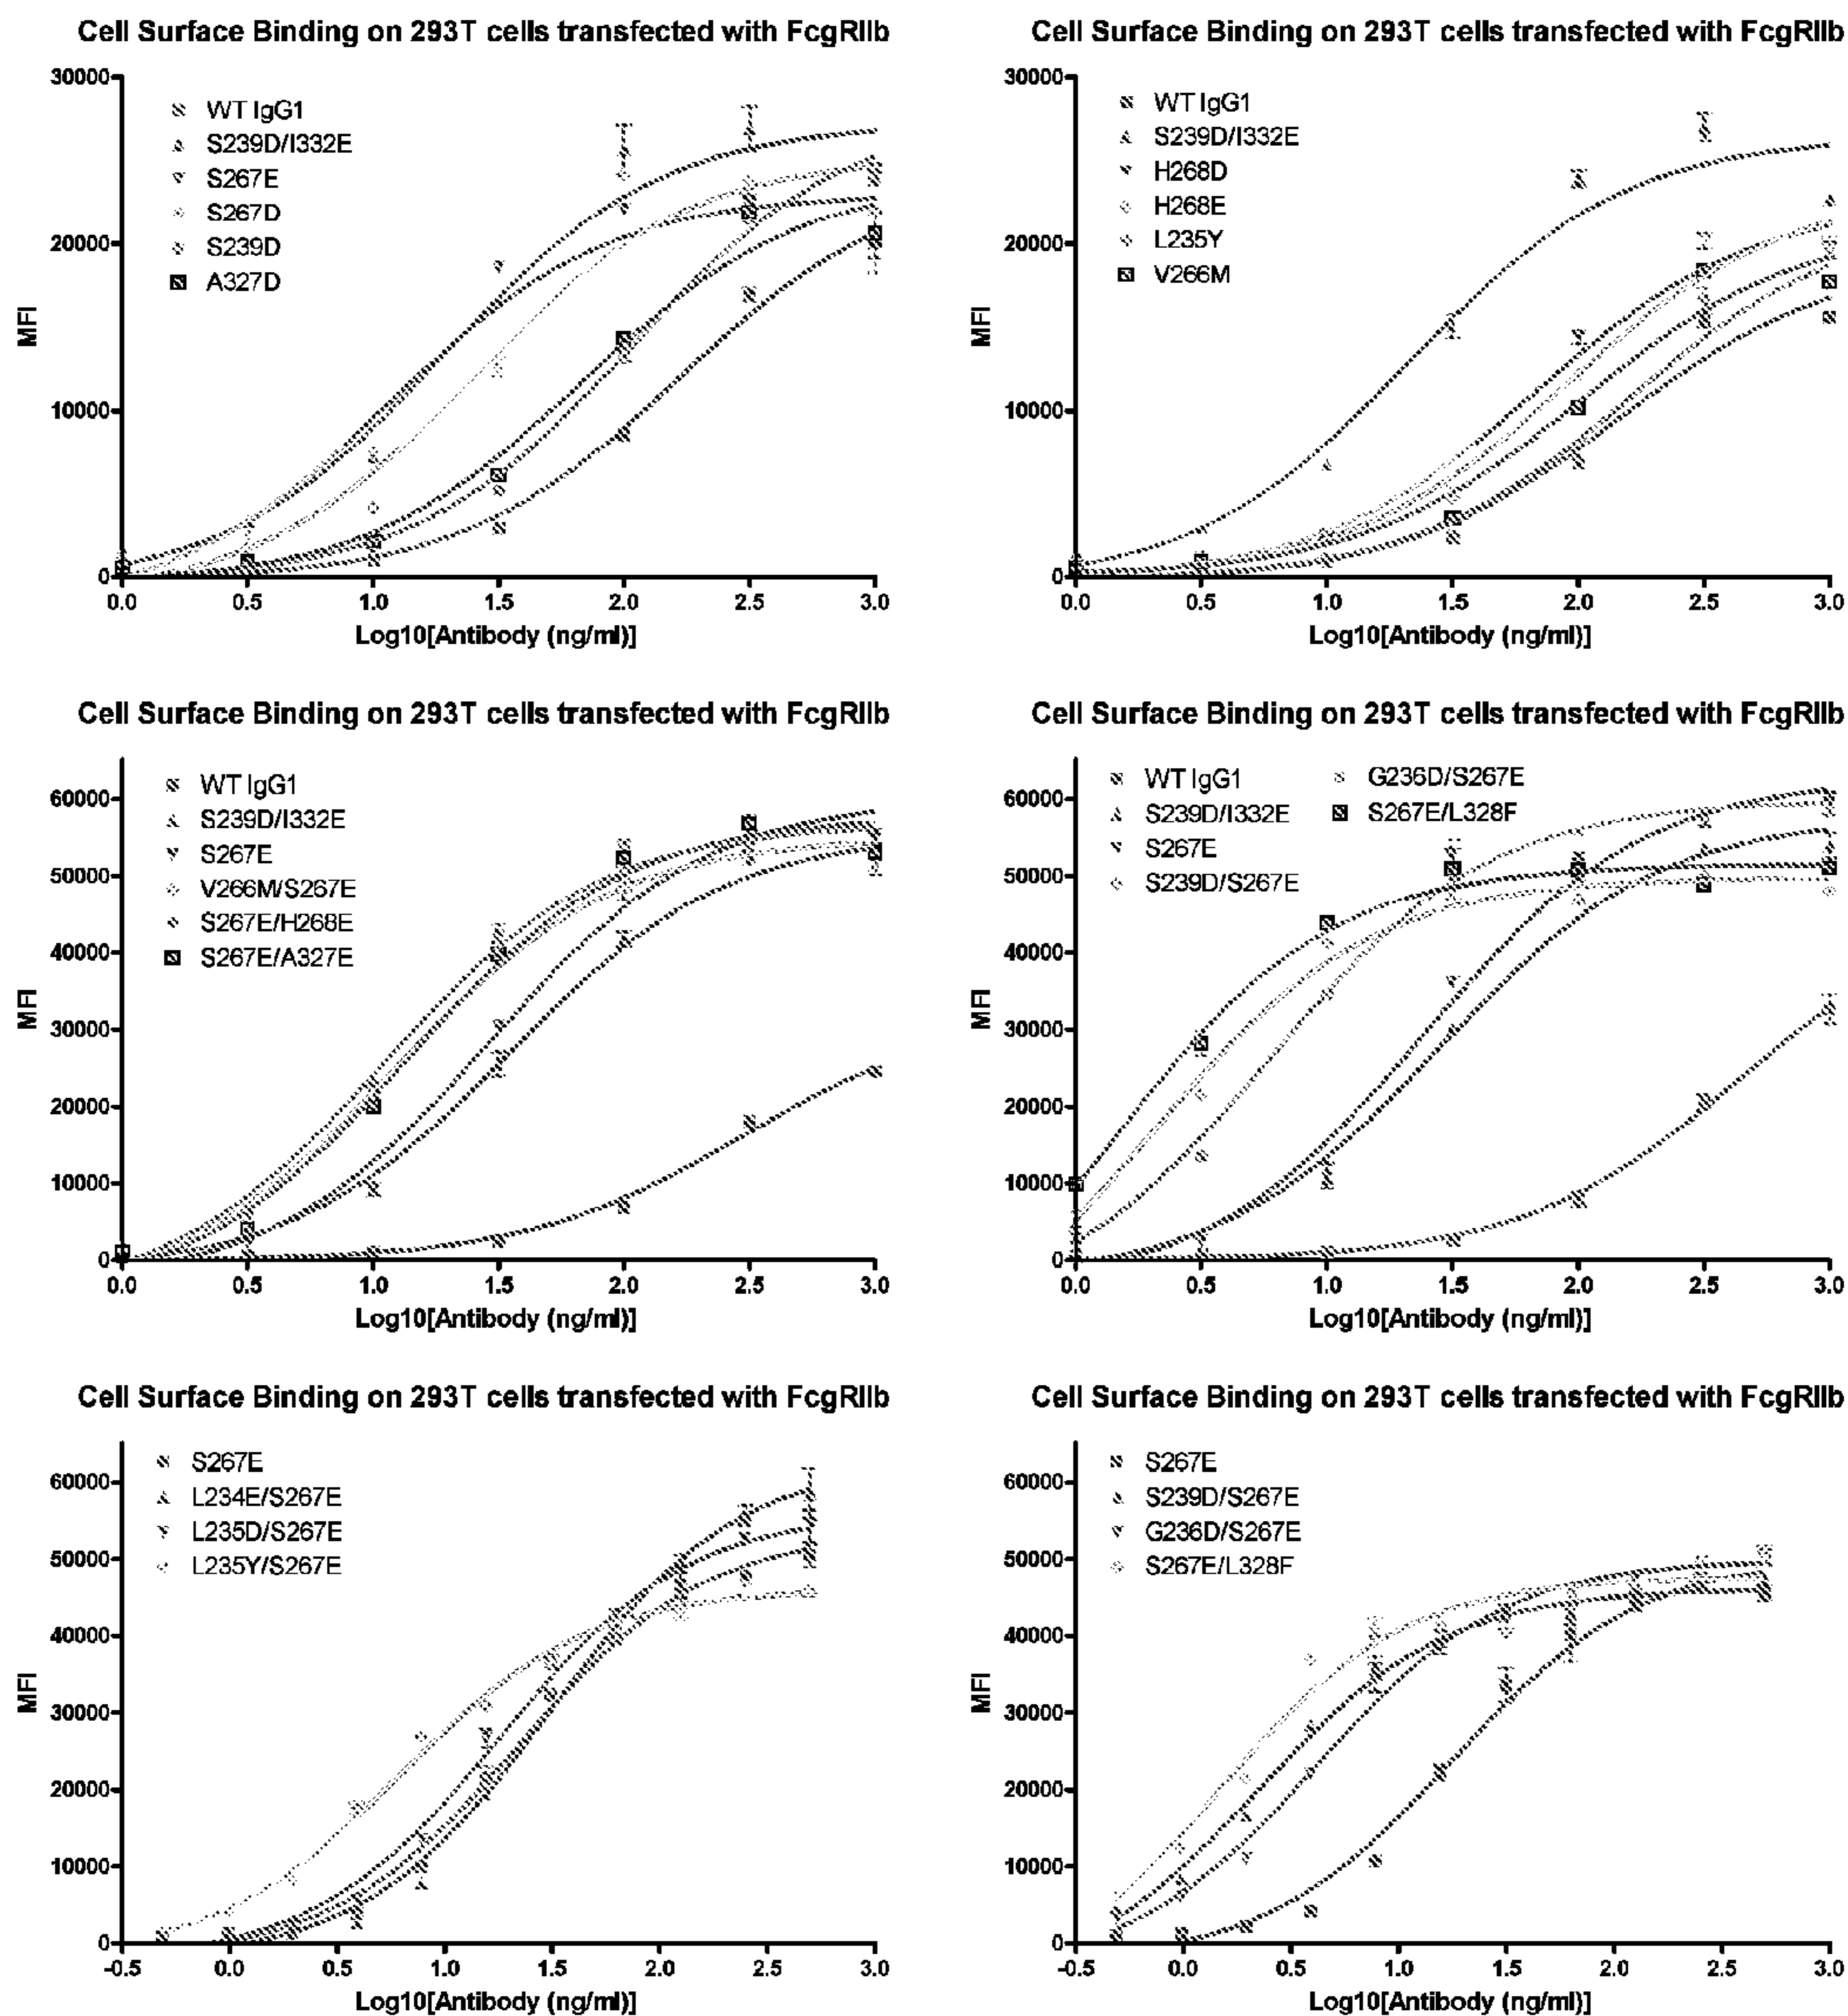 Cell Surface Binding on 293T cells transfected with FcgRIIb
30000
20000
10000
0
MFI
WT IgG1
S239D/I332E
S267E
S267D
S239D
A327D
0.0 0.5 1.0 1.5 2.0 2.5 3.0
Log10[Antibody (ng/ml)]
Cell Surface Binding on 293T cells transfected with FcgRIIb
30000
20000
10000
0
MFI
WT IgG1
S239D/I332E
H268D
H268E
L235Y
V266M
0.0 0.5 1.0 1.5 2.0 2.5 3.0
Log10[Antibody (ng/ml)]
Cell Surface Binding on 293T cells transfected with FcgRIIb
60000
50000
40000
30000
20000
10000
0
MFI
WT IgG1
S239D/I332E
S267E
V266M/S267E
S267E/H268E
S267E/A327E
0.0 0.5 1.0 1.5 2.0 2.5 3.0
Log10[Antibody (ng/ml)]
Cell Surface Binding on 293T cells transfected with FcgRIIb
60000
50000
40000
30000
20000
10000
0
MFI
WT IgG1 G236D/S267E
S239D/I332E S267E/L328F
S267E
S239D/S267E
0.0 0.5 1.0 1.5 2.0 2.5 3.0
Log10[Antibody (ng/ml)]
Cell Surface Binding on 293T cells transfected with FcgRIIb
60000
50000
40000
30000
20000
10000
0
MFI
S267E
L234E/S267E
L235D/S267E
L235Y/S267E
-0.5 0.0 0.5 1.0 1.5 2.0 2.5 3.0
Log10[Antibody (ng/ml)]
Cell Surface Binding on 293T cells transfected with FcgRIIb
60000
50000
40000
30000
20000
10000
0
MFI
S267E
S239D/S267E
G236D/S267E
S267E/L328F
-0.5 0.0 0.5 1.0 1.5 2.0 2.5 3.0
Log10[Antibody (ng/ml)]